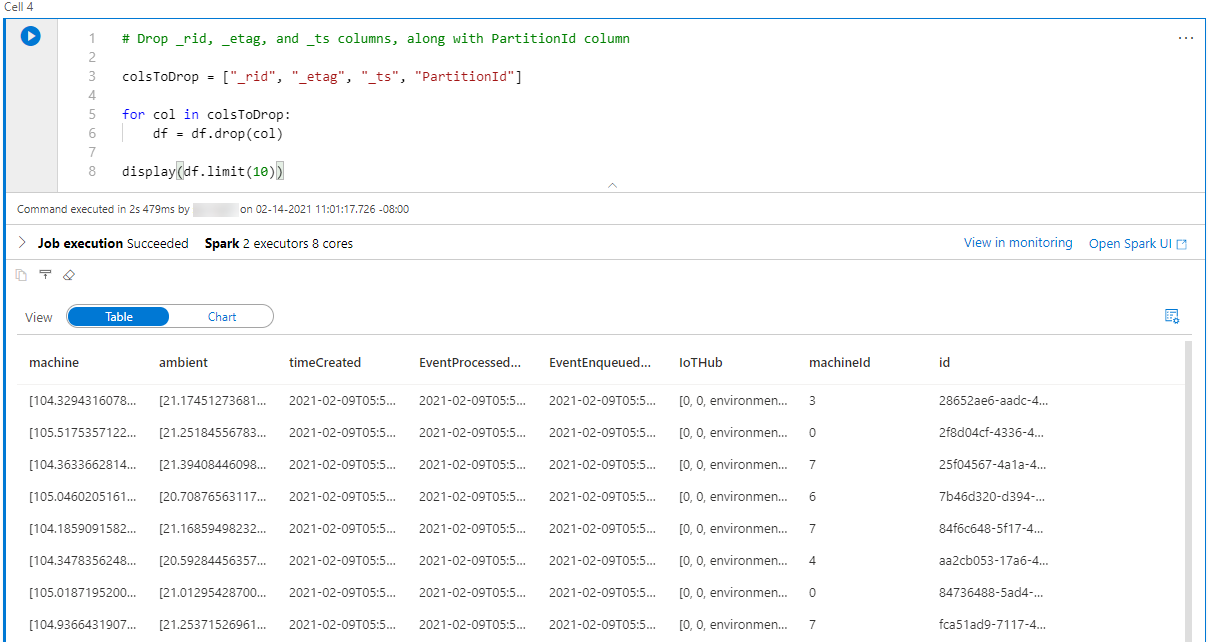 Cell 4
1 # Drop _rid, _etag, and _ts columns, along with PartitionId column
2
3 colsToDrop = ["_rid", "_etag", "_ts", "PartitionId"]
4
5 for col in colsToDrop:
6 df = df.drop(col)
7
8 display(df.limit(10))
Command executed in 2s 479ms by on 02-14-2021 11:01:17.726 -08:00
Job execution Succeeded Spark 2 executors 8 cores View in monitoring Open Spark UI
View Table Chart
machine ambient timeCreated EventProcessed... EventEnqueued... IoTHub machineId id
[104.3294316078... [21.17451273681... 2021-02-09T05:5... 2021-02-09T05:5... 2021-02-09T05:5... [0, 0, environmen... 3 28652ae6-aadc-4...
[105.5175357122... [21.25184556783... 2021-02-09T05:5... 2021-02-09T05:5... 2021-02-09T05:5... [0, 0, environmen... 0 2f8d04cf-4336-4...
[104.3633662814... [21.39408446098... 2021-02-09T05:5... 2021-02-09T05:5... 2021-02-09T05:5... [0, 0, environmen... 7 25f04567-4a1a-4...
[105.0460205161... [20.70876563117... 2021-02-09T05:5... 2021-02-09T05:5... 2021-02-09T05:5... [0, 0, environmen... 6 7b46d320-d394-...
[104.1859091582... [21.16859498232... 2021-02-09T05:5... 2021-02-09T05:5... 2021-02-09T05:5... [0, 0, environmen... 7 84f6c648-5f17-4...
[104.3478356248... [20.59284456357... 2021-02-09T05:5... 2021-02-09T05:5... 2021-02-09T05:5... [0, 0, environmen... 4 aa2cb053-17a6-4...
[105.0187195200... [21.01295428700... 2021-02-09T05:5... 2021-02-09T05:5... 2021-02-09T05:5... [0, 0, environmen... 0 84736488-5ad4-...
[104.9366431907... [21.25371526961... 2021-02-09T05:5... 2021-02-09T05:5... 2021-02-09T05:5... [0, 0, environmen... 7 fca51ad9-7117-4...